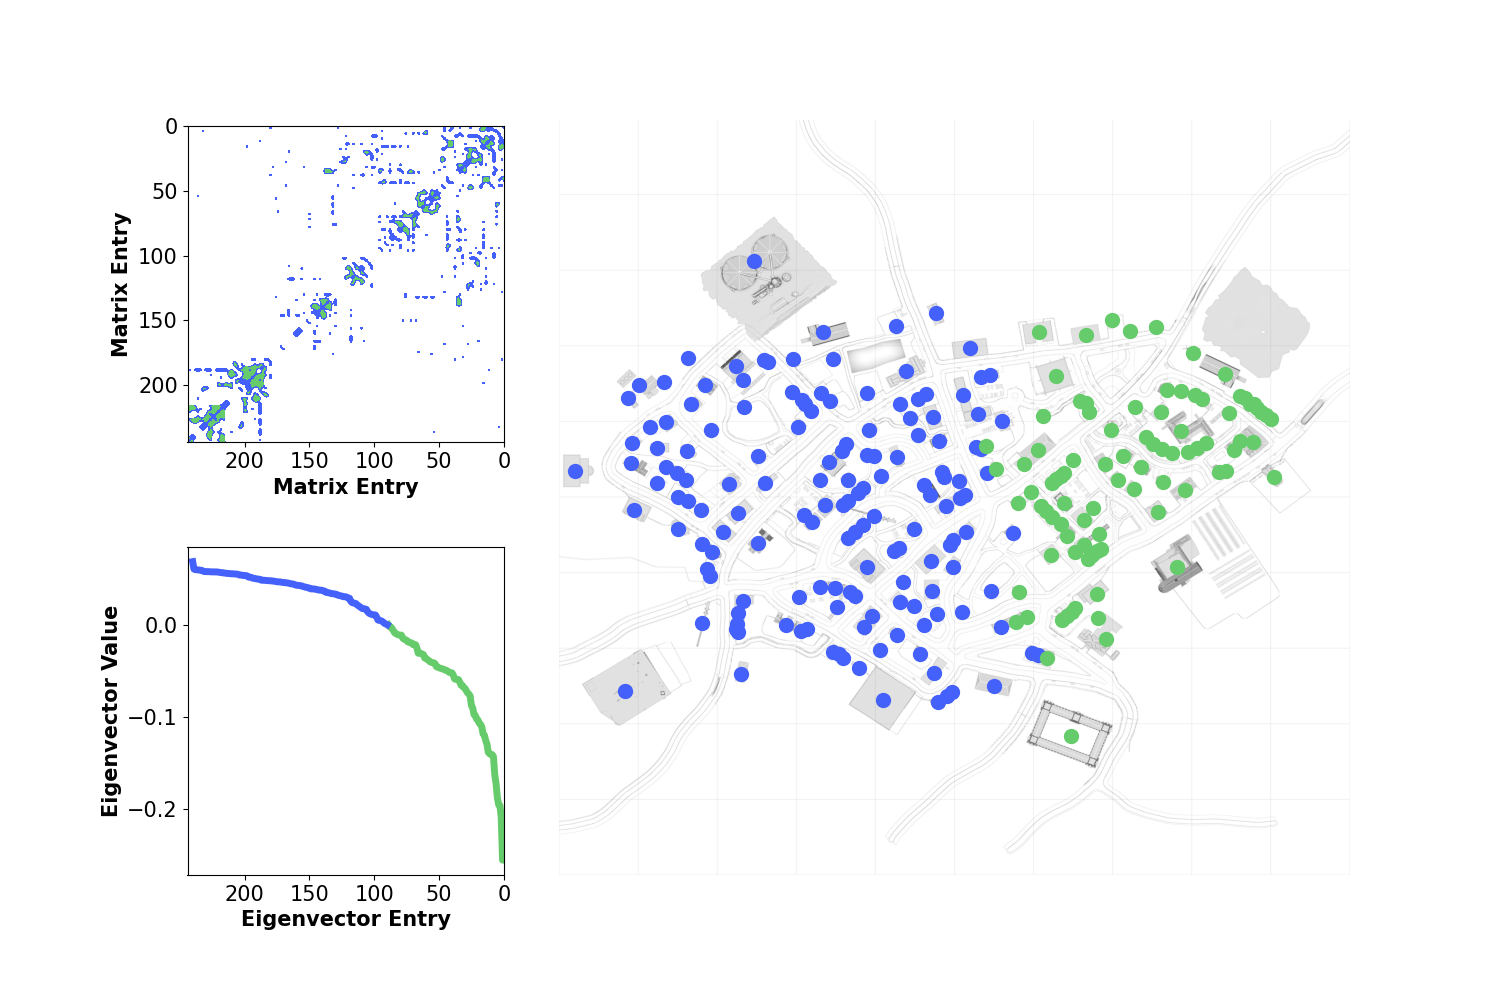 0
50
100
150
200
Matrix Entry
200 150 100 50 0
Matrix Entry
0.0
−0.1
−0.2
Eigenvector Value
200 150 100 50 0
Eigenvector Entry